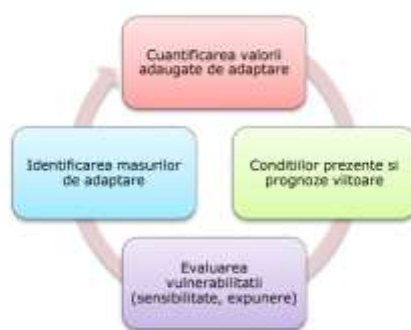 Cuantificarea valorii
adaugate de adaptare
Conditiilor prezente si
prognoze viitoare
Evaluarea
vulnerabilitatii
(sensibilitate, expunere)
Identificarea masurilor
de adaptare